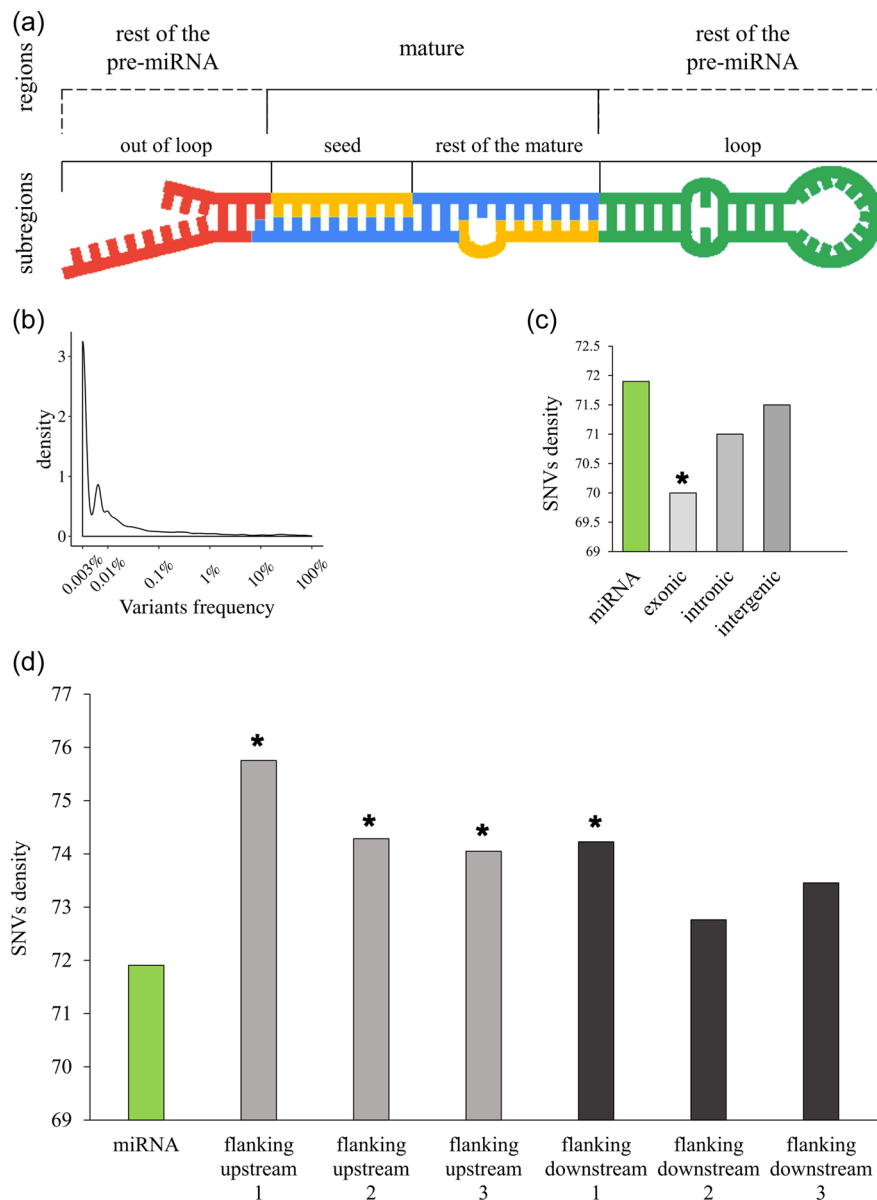 (a)
regions
rest of the
pre-miRNA
mature
rest of the
pre-miRNA
subregions
out of loop
seed
rest of the mature
loop
(b)
density
3
2
1
0
0.003%
0.01%
0.1%
1%
10%
100%
Variants frequency
(c)
SNVs density
72.5
72
71.5
71
70.5
70
69.5
69
*
miRNA
exonic
intronic
intergenic
(d)
SNVs density
77
76
75
74
73
72
71
70
69
*
*
*
*
miRNA
flanking
upstream
1
flanking
upstream
2
flanking
upstream
3
flanking
downstream
1
flanking
downstream
2
flanking
downstream
3